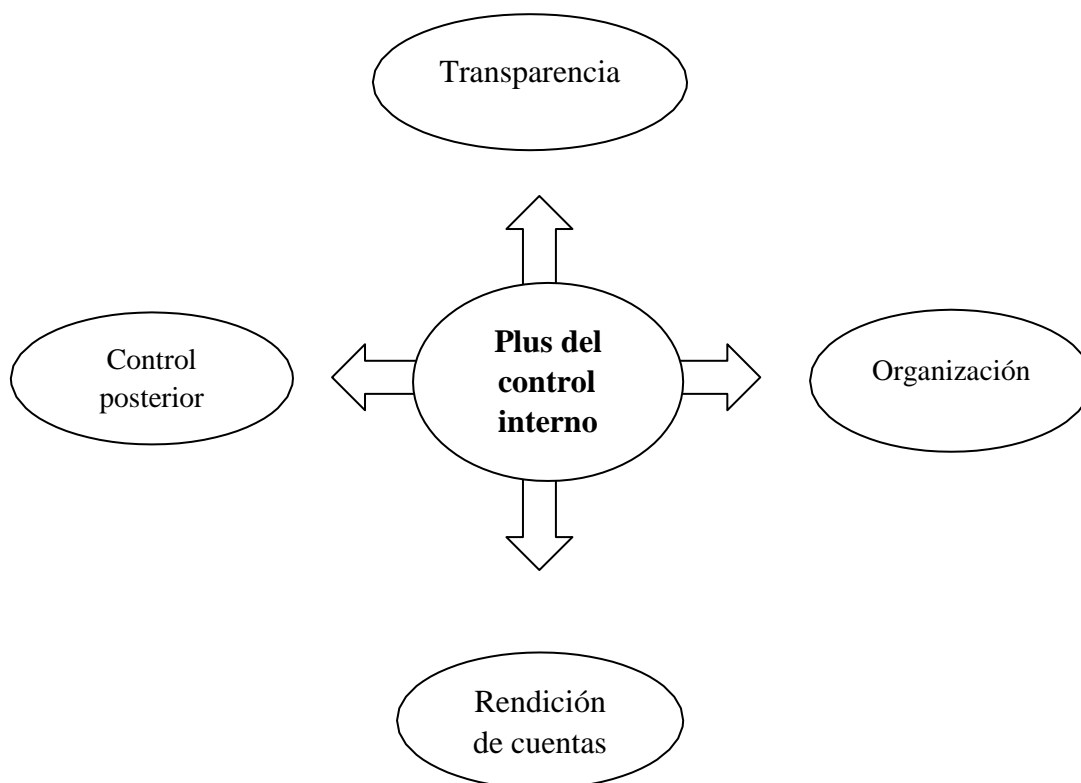 Transparencia
Control
posterior
Plus del
control
interno
Organización
Rendición
de cuentas